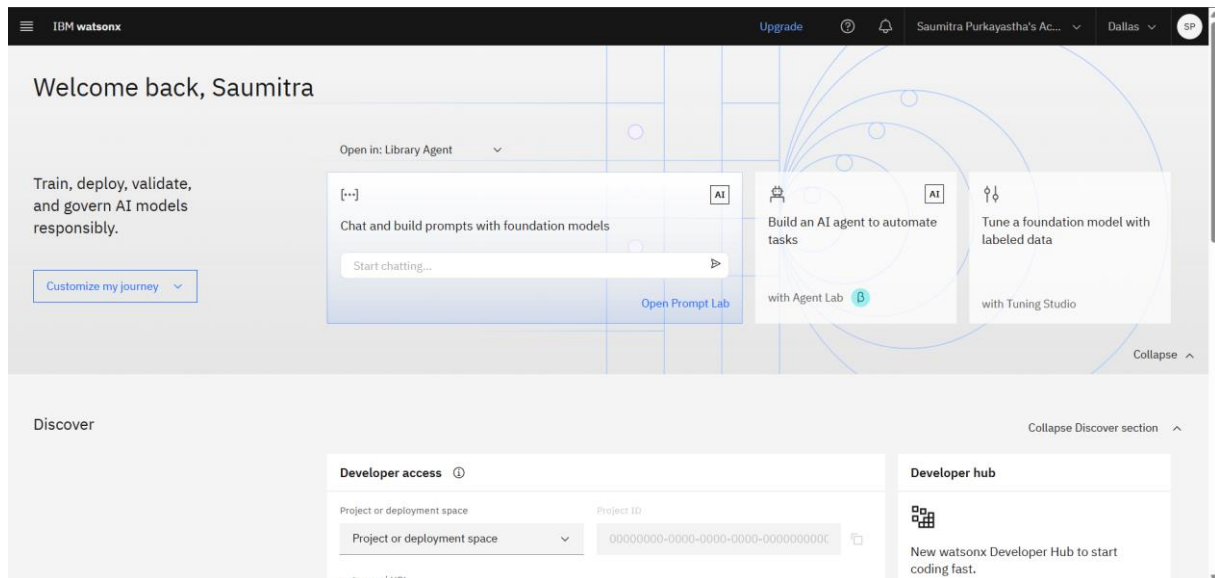 IBM watsonx
Upgrade
Saumitra Purkayastha's Ac...
Dallas
SP
Welcome back, Saumitra
Train, deploy, validate,
and govern AI models
responsibly.
Customize my journey
Open in: Library Agent
[...]
AI
Chat and build prompts with foundation models
Start chatting...
Open Prompt Lab
AI
Build an AI agent to automate
tasks
with Agent Lab β
Tune a foundation model with
labeled data
with Tuning Studio
Collapse
Discover
Collapse Discover section
Developer access
Project or deployment space
Project or deployment space
Project ID
00000000-0000-0000-0000-00000000000C
Developer hub
New watsonx Developer Hub to start
coding fast.